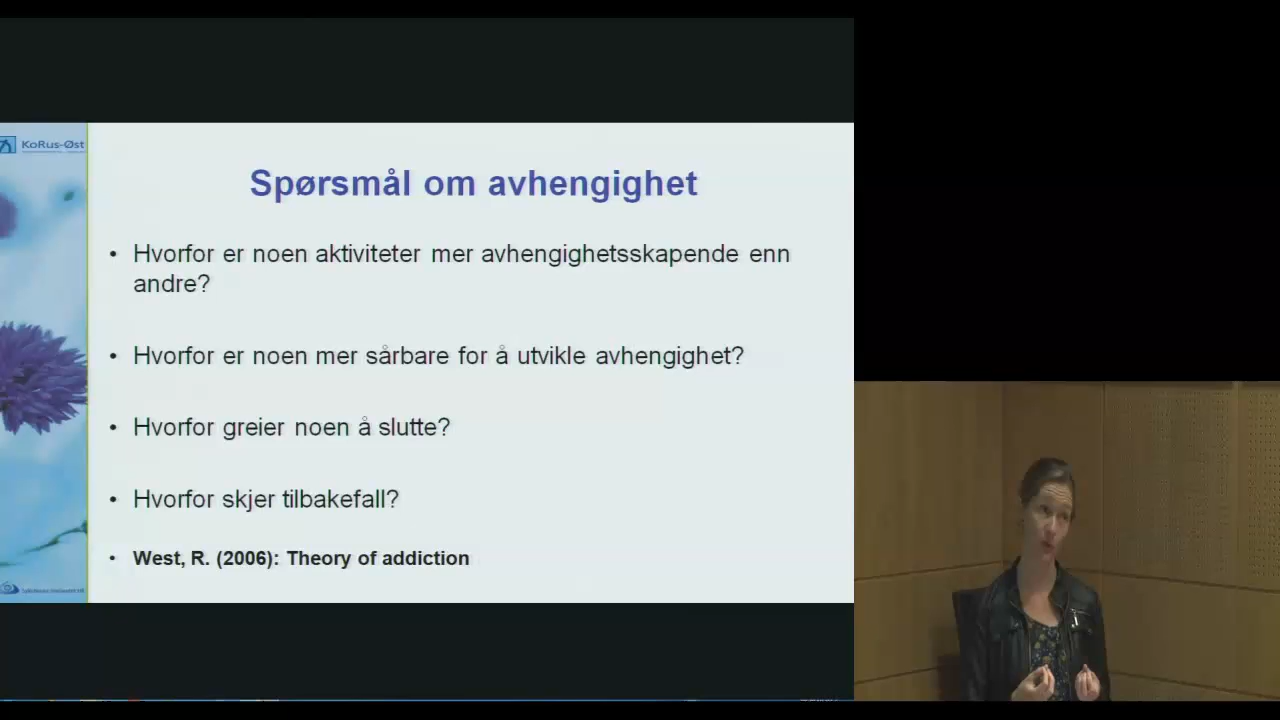 KoRus-Øst
Spørsmål om avhengighet
• Hvorfor er noen aktiviteter mer avhengighetsskapende enn
andre?
• Hvorfor er noen mer sårbare for å utvikle avhengighet?
• Hvorfor greier noen å slutte?
• Hvorfor skjer tilbakefall?
• West, R. (2006): Theory of addiction